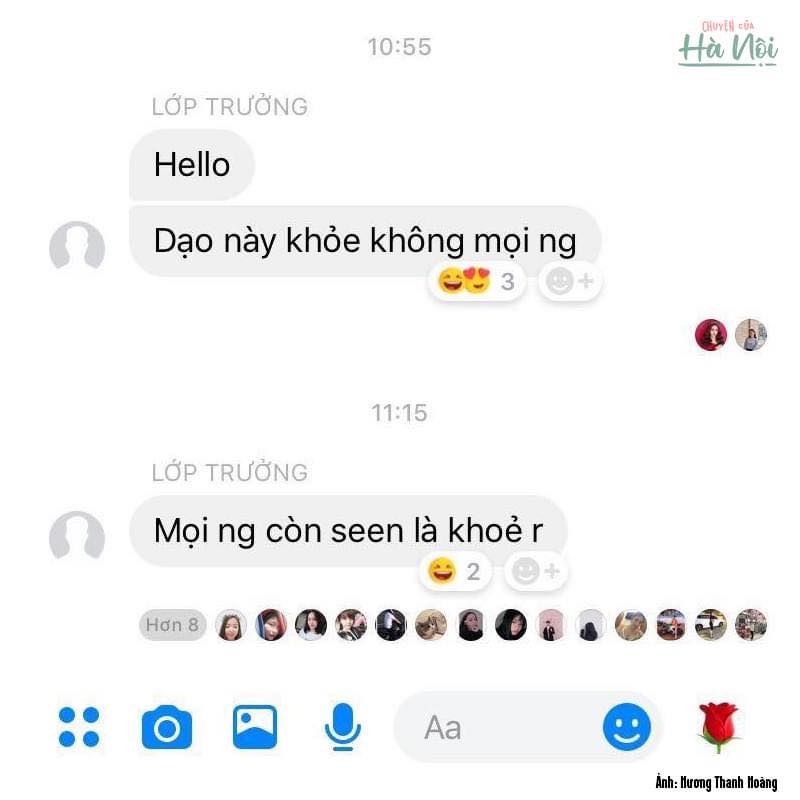 CHUYỆN CỦA
Hà Nội
10:55
LỚP TRƯỞNG
Hello
Dạo này khỏe không mọi ng
3
11:15
LỚP TRƯỞNG
Mọi ng còn seen là khoẻ r
2
Hơn 8
Aa
Ảnh: Hương Thanh Hoàng